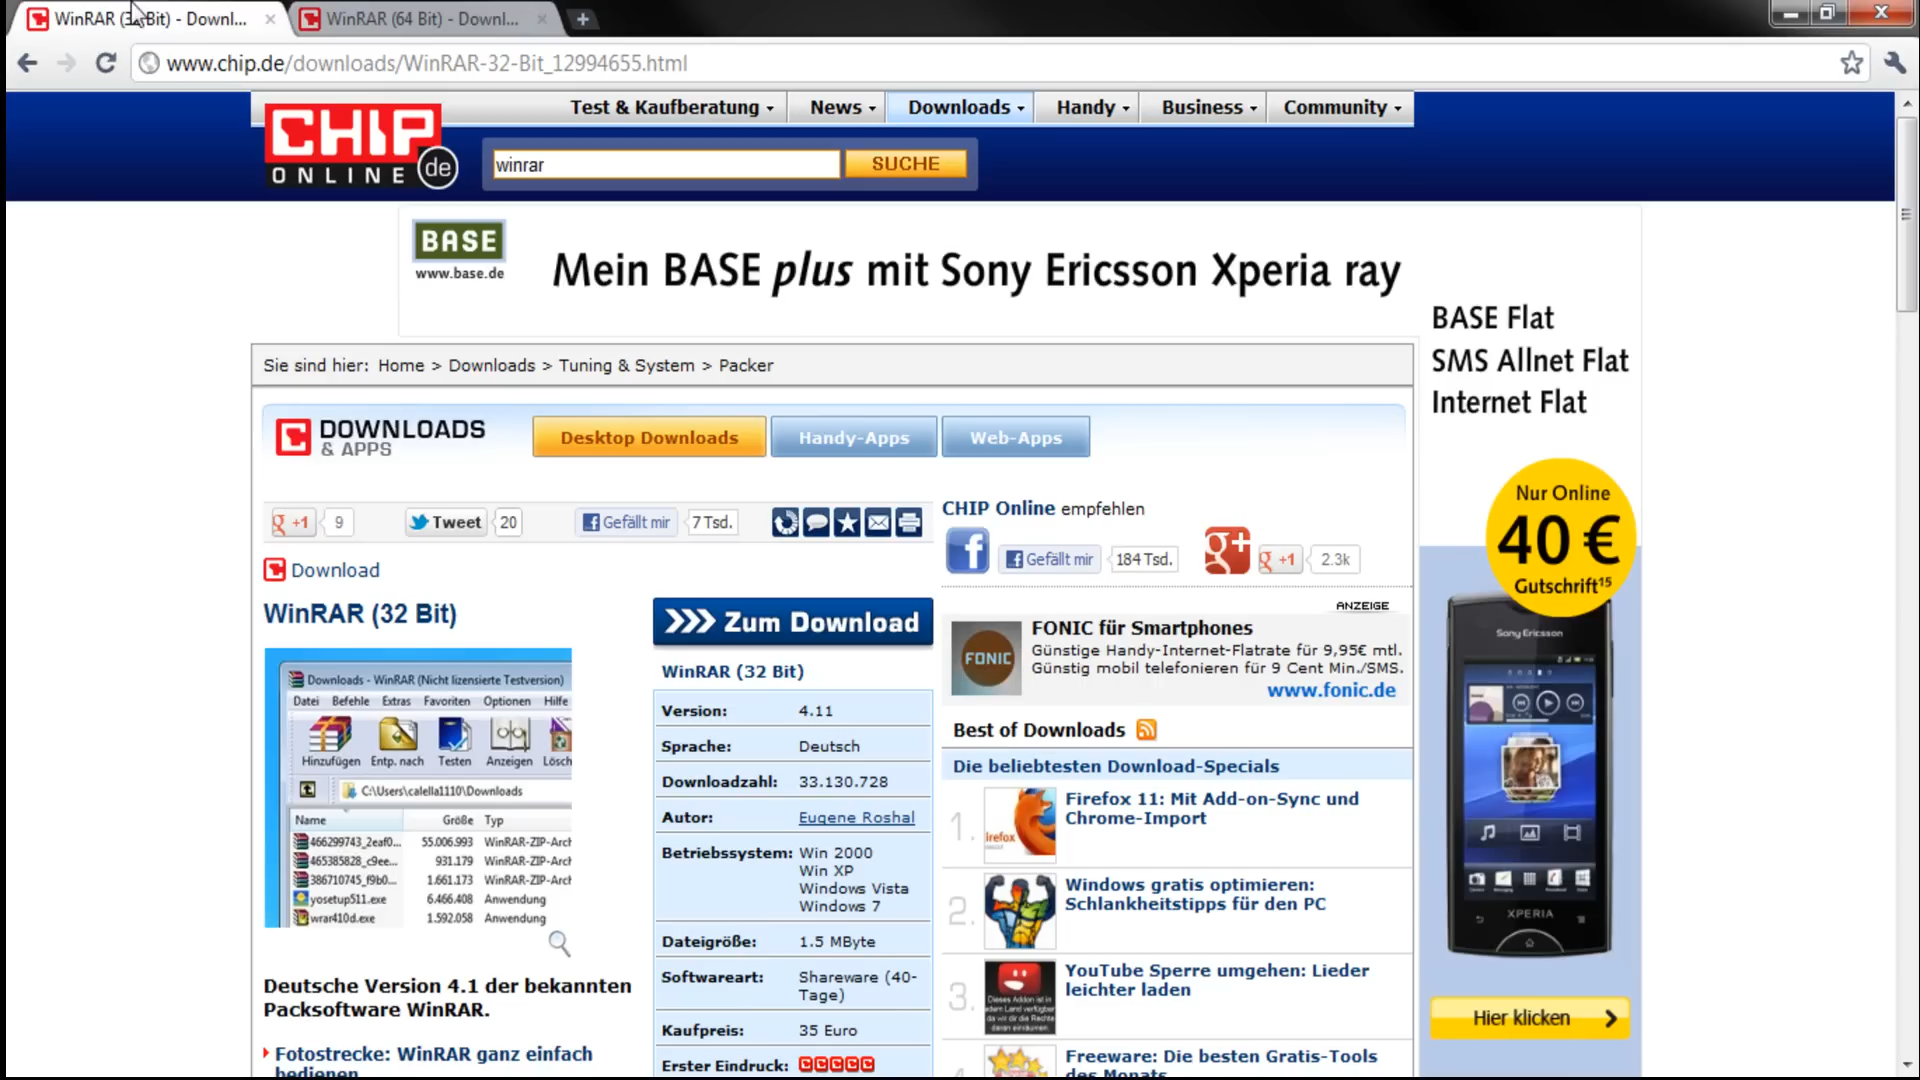 WinRAR (32 Bit) - Downl...
WinRAR (64 Bit) - Downl...
www.chip.de/downloads/WinRAR-32-Bit_12994655.html
Test & Kaufberatung
News
Downloads
Handy
Business
Community
CHIP
ONLINE
de
winrar
SUCHE
BASE
www.base.de
Mein BASE plus mit Sony Ericsson Xperia ray
BASE Flat
SMS Allnet Flat
Internet Flat
Sie sind hier: Home > Downloads > Tuning & System > Packer
DOWNLOADS
& APPS
Desktop Downloads
Handy-Apps
Web-Apps
Nur Online
40 €
Gutschrift¹⁵
+1
9
Tweet
20
Gefällt mir
7 Tsd.
CHIP Online empfehlen
Gefällt mir
184 Tsd.
g+
+1
2.3k
Download
WinRAR (32 Bit)
Zum Download
ANZEIGE
FONIC
FONIC für Smartphones
Günstige Handy-Internet-Flatrate für 9,95€ mtl.
Günstig mobil telefonieren für 9 Cent Min./SMS.
www.fonic.de
Sony Ericsson
Downloads - WinRAR (Nicht lizensierte Testversion)
Datei Befehle Extras Favoriten Optionen Hilfe
Hinzufügen Entp. nach Testen Anzeigen Lösch
C:\Users\calella1110\Downloads
Name Größe Typ
466299743_2eaf0... 55.006.993 WinRAR-ZIP-Arch
465385828_c9ee... 931.179 WinRAR-ZIP-Arch
386710745_f9b0... 1.661.173 WinRAR-ZIP-Arch
yosetup511.exe 6.466.408 Anwendung
wrar410d.exe 1.592.058 Anwendung
WinRAR (32 Bit)
Version: 4.11
Sprache: Deutsch
Downloadzahl: 33.130.728
Autor: Eugene Roshal
Betriebssystem: Win 2000
Win XP
Windows Vista
Windows 7
Dateigröße: 1.5 MByte
Softwareart: Shareware (40-
Tage)
Kaufpreis: 35 Euro
Erster Eindruck:
Best of Downloads
Die beliebtesten Download-Specials
1.
Firefox 11: Mit Add-on-Sync und
Chrome-Import
2.
Windows gratis optimieren:
Schlankheitstipps für den PC
3.
YouTube Sperre umgehen: Lieder
leichter laden
Freeware: Die besten Gratis-Tools
des Monats
XPERIA
Hier klicken
Deutsche Version 4.1 der bekannten
Packsoftware WinRAR.
Fotostrecke: WinRAR ganz einfach
bedienen